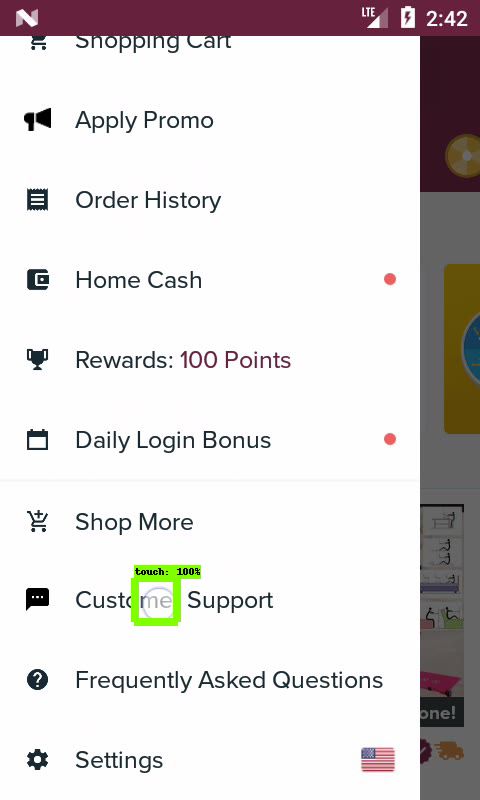 LTE 2:42
Shopping Cart
Apply Promo
Order History
Home Cash
Rewards: 100 Points
Daily Login Bonus
Shop More
touch: 100%
Customer Support
Frequently Asked Questions
one!
Settings